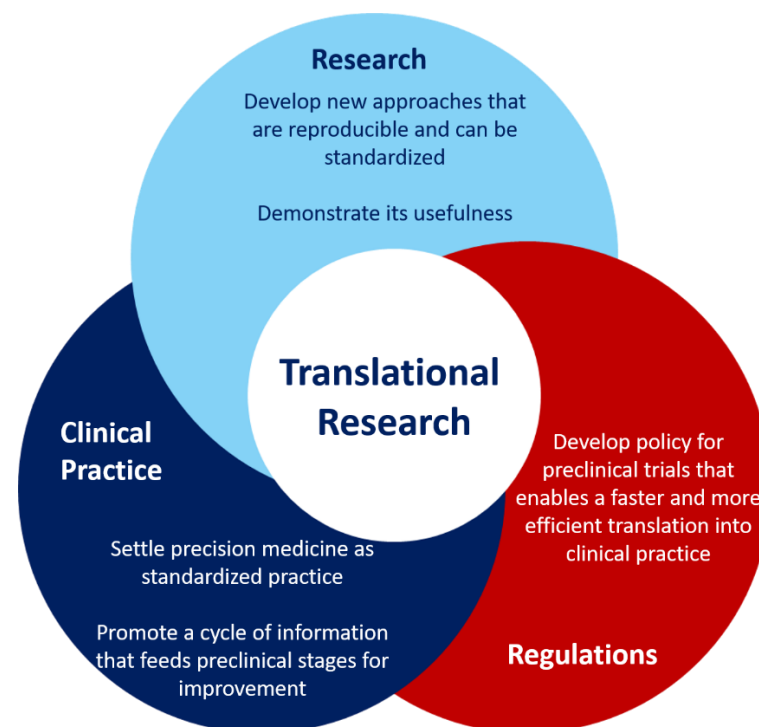 Research
Develop new approaches that
are reproducible and can be
standardized
Demonstrate its usefulness
Translational
Research
Clinical
Practice
Settle precision medicine as
standardized practice
Promote a cycle of information
that feeds preclinical stages for
improvement
Develop policy for
preclinical trials that
enables a faster and more
efficient translation into
clinical practice
Regulations